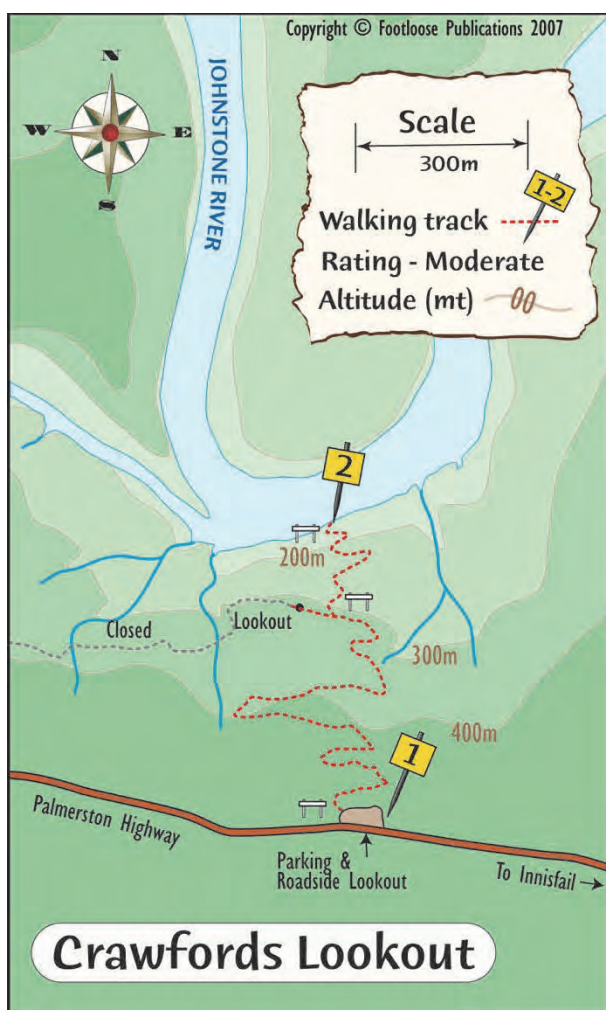 Copyright © Footloose Publications 2007
N
W
E
S
JOHNSTONE RIVER
Scale
300m
1-2
Walking track
Rating - Moderate
Altitude (mt)
2
200m
Closed
Lookout
300m
400m
1
Palmerston Highway
Parking &
Roadside Lookout
To Innisfail
Crawfords Lookout